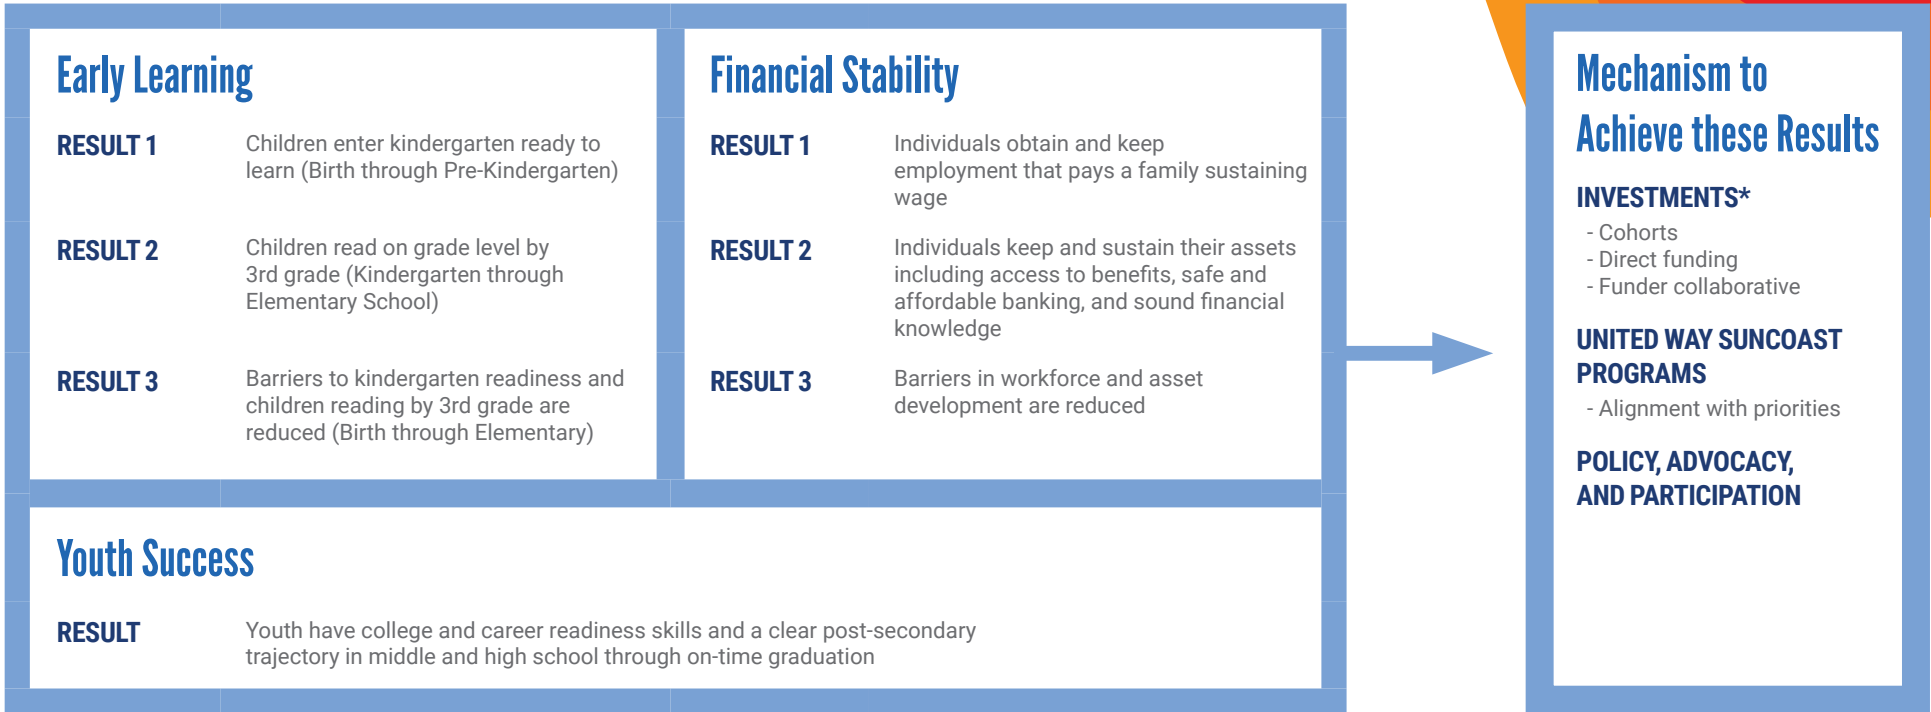 Early Learning
RESULT 1
Children enter kindergarten ready to
learn (Birth through Pre-Kindergarten)
RESULT 2
Children read on grade level by
3rd grade (Kindergarten through
Elementary School)
RESULT 3
Barriers to kindergarten readiness and
children reading by 3rd grade are
reduced (Birth through Elementary)
Financial Stability
RESULT 1
Individuals obtain and keep
employment that pays a family sustaining
wage
RESULT 2
Individuals keep and sustain their assets
including access to benefits, safe and
affordable banking, and sound financial
knowledge
RESULT 3
Barriers in workforce and asset
development are reduced
Youth Success
RESULT
Youth have college and career readiness skills and a clear post-secondary
trajectory in middle and high school through on-time graduation
Mechanism to
Achieve these Results
INVESTMENTS*
- Cohorts
- Direct funding
- Funder collaborative
UNITED WAY SUNCOAST
PROGRAMS
- Alignment with priorities
POLICY, ADVOCACY,
AND PARTICIPATION